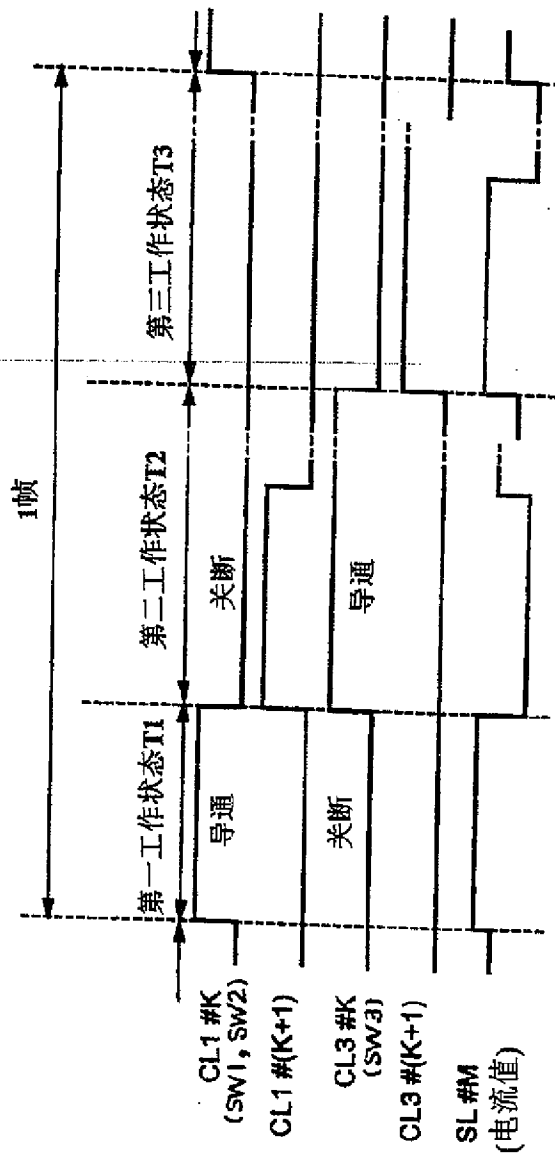 1帧
第一工作状态T1
第二工作状态T2
第三工作状态T3
CL1 #K
(SW1, SW2)
导通
关断
CL1 #(K+1)
CL3 #K
(SW3)
关断
导通
CL3 #(K+1)
SL #M
(电流值)